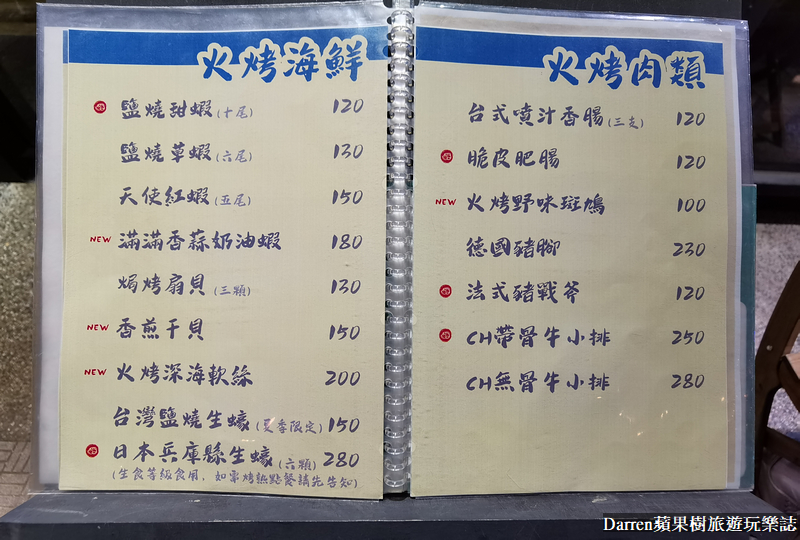 火烤海鮮
鹽燒甜蝦(十尾) 120
鹽燒草蝦(六尾) 130
天使紅蝦(五尾) 150
NEW 滿滿香蒜奶油蝦 180
焗烤扇貝(三顆) 130
NEW 香煎干貝 150
NEW 火烤深海軟絲 200
台灣鹽燒生蠔(夏季限定) 150
日本兵庫縣生蠔(六顆) 280
(生食等級食用，如需烤熟點餐請先告知)
火烤肉類
台式噴汁香腸(三支) 120
脆皮肥腸 120
NEW 火烤野味斑鳩 100
德國豬腳 230
法式豬戰斧 120
CH帶骨牛小排 250
CH無骨牛小排 280
Darren蘋果樹旅遊玩樂誌